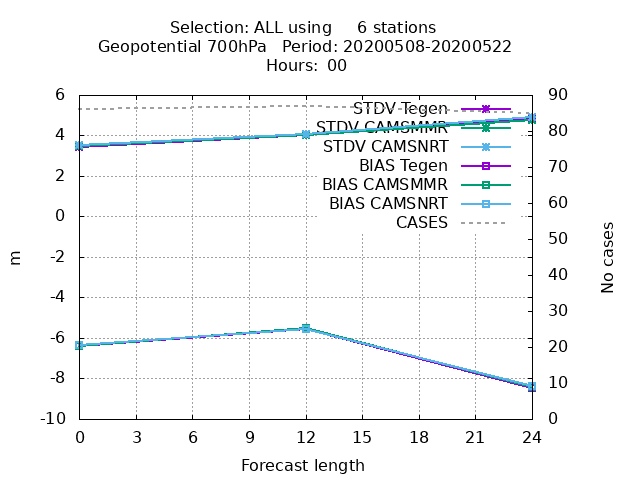 Selection: ALL using 6 stations
Geopotential 700hPa Period: 20200508-20200522
Hours: 00
6 90
STDV Tegen
STDV CAMSMMR
4 80
STDV CAMSNRT
BIAS Tegen
2 70
BIAS CAMSMMR
BIAS CAMSNRT
0 60
CASES
50
-2
40
-4
30
-6
20
-8
10
-10 0
m
No cases
0 3 6 9 12 15 18 21 24
Forecast length